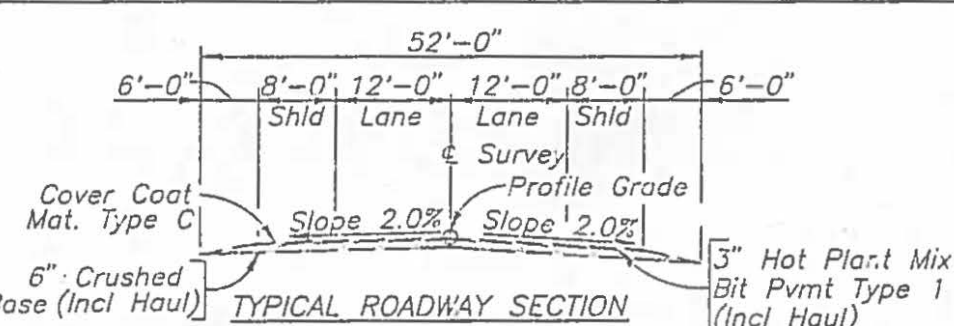 52'-0"
6'-0" 8'-0" 12'-0" 12'-0" 8'-0" 6'-0"
Shld Lane Lane Shld
℄ Survey
Profile Grade
Cover Coat
Mat. Type C
Slope 2.0% Slope 2.0%
6" Crushed
Base (Incl Haul)
3" Hot Plant Mix
Bit Pvmt Type 1
(Incl Haul)
TYPICAL ROADWAY SECTION